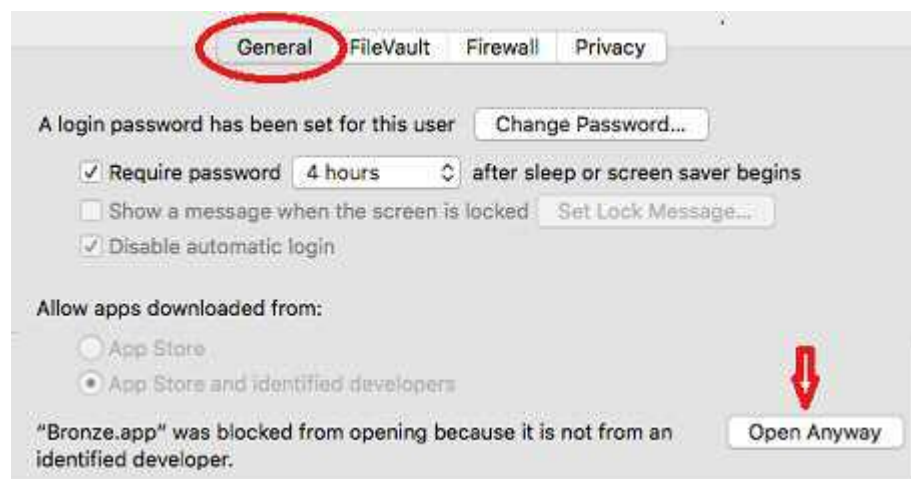 General FileVault Firewall Privacy
A login password has been set for this user Change Password...
Require password 4 hours after sleep or screen saver begins
Show a message when the screen is locked Set Lock Message...
Disable automatic login
Allow apps downloaded from:
App Store
App Store and identified developers
"Bronze.app" was blocked from opening because it is not from an Open Anyway
identified developer.